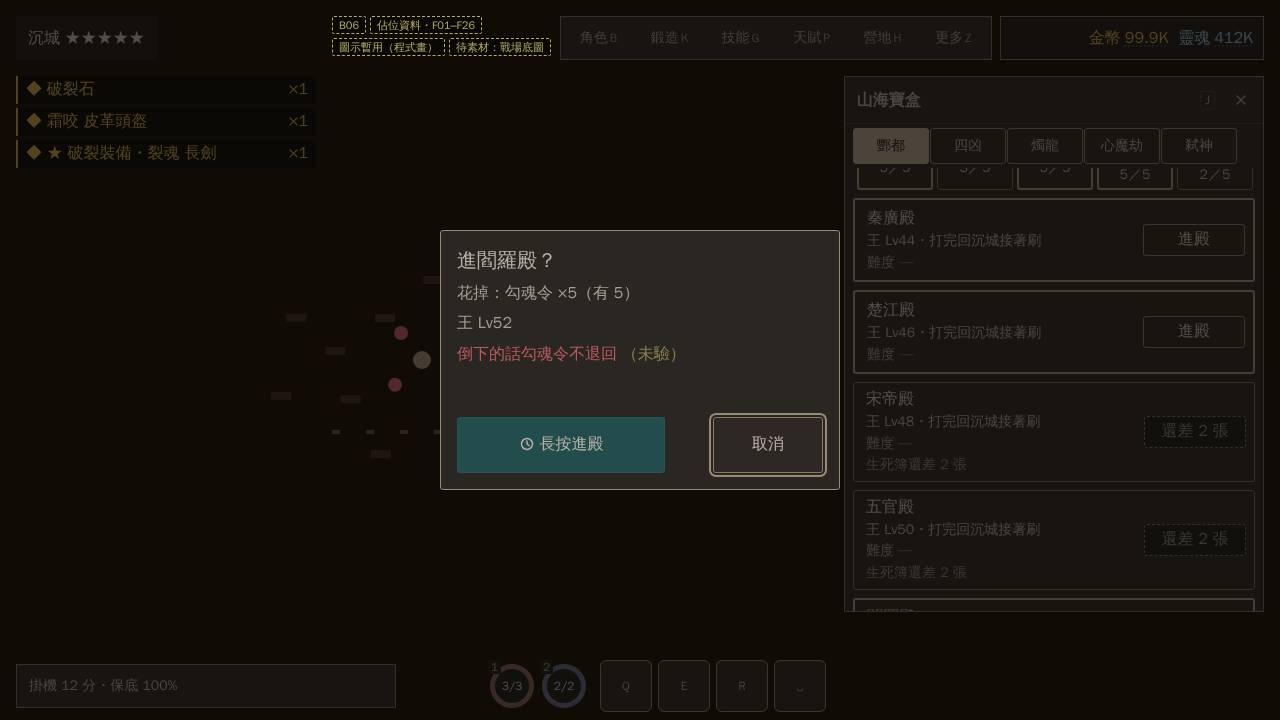 沉城 ★★★★★
B06 佔位資料・F01–F26
圖示暫用（程式畫） 待素材：戰場底圖
角色B 鍛造K 技能G 天賦P 營地H 更多Z
金幣 99.9K 靈魂 412K
◆ 破裂石 ×1
◆ 霜咬 皮革頭盔 ×1
◆ ★ 破裂裝備・裂魂 長劍 ×1
山海寶盒 J ✕
酆都 四凶 燭龍 心魔劫 弒神
5／5 2／5
秦廣殿
王 Lv44・打完回沉城接著刷
難度 —
進殿
楚江殿
王 Lv46・打完回沉城接著刷
難度 —
進殿
宋帝殿
王 Lv48・打完回沉城接著刷
難度 —
生死簿還差 2 張
還差 2 張
五官殿
王 Lv50・打完回沉城接著刷
難度 —
生死簿還差 2 張
還差 2 張
進閻羅殿？
花掉：勾魂令 ×5（有 5）
王 Lv52
倒下的話勾魂令不退回 （未驗）
長按進殿 取消
掛機 12 分・保底 100%
1 3/3 2 2/2 Q E R ␣